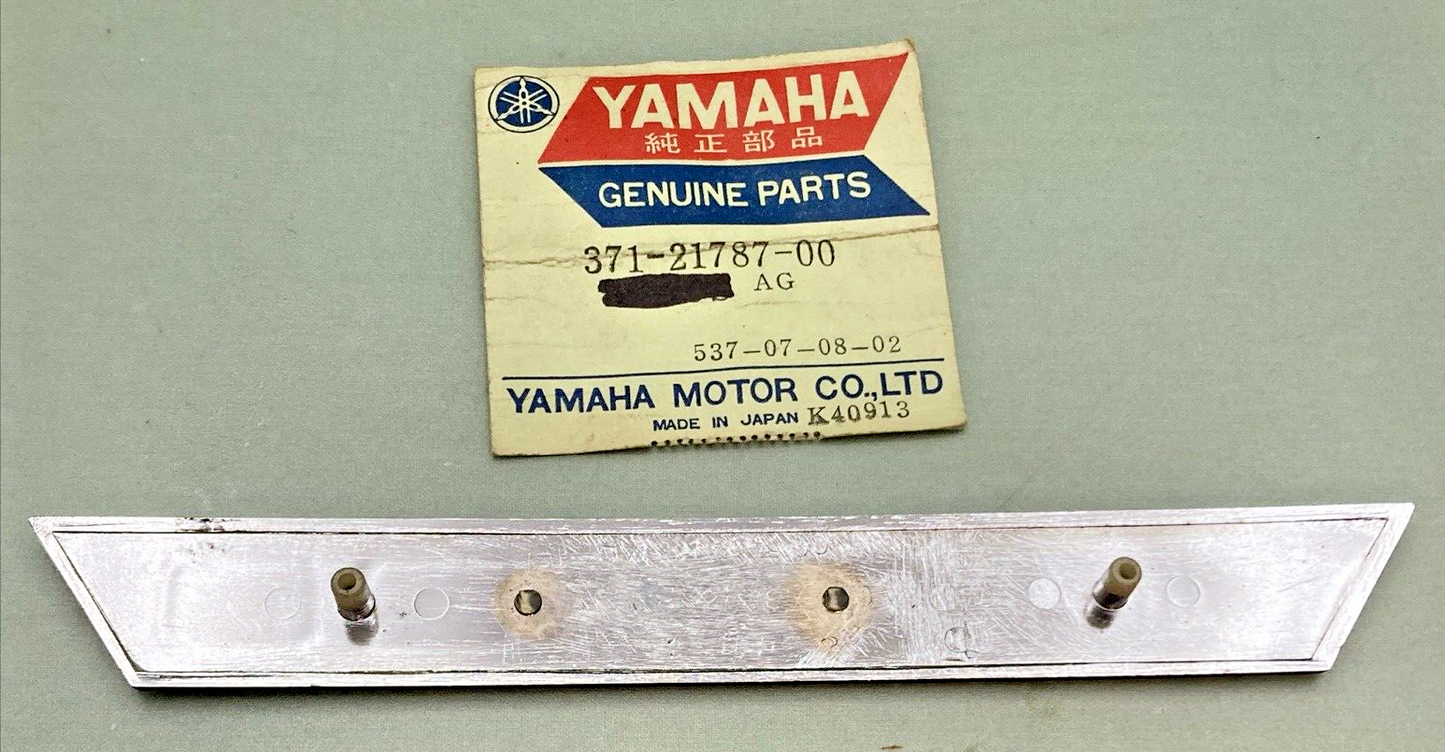 YAMAHA
純正部品
GENUINE PARTS
371-21787-00
AG
537-07-08-02
YAMAHA MOTOR CO.,LTD
MADE IN JAPAN K40913